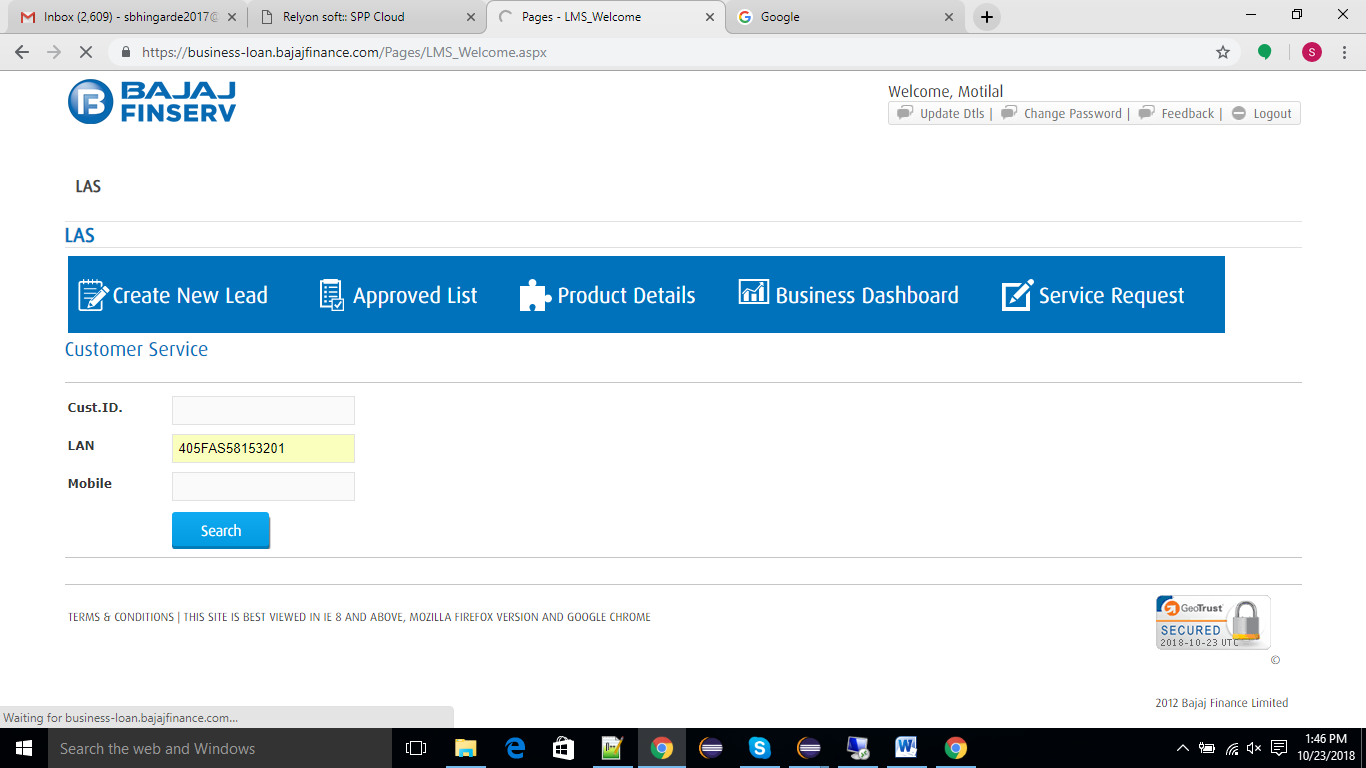 Inbox (2,609) - sbhingarde2017@
Relyon soft:: SPP Cloud
Pages - LMS_Welcome
Google
https://business-loan.bajajfinance.com/Pages/LMS_Welcome.aspx
S
BAJAJ
FINSERV
Welcome, Motilal
Update Dtls | Change Password | Feedback | Logout
LAS
LAS
Create New Lead Approved List Product Details Business Dashboard Service Request
Customer Service
Cust.ID.
LAN 405FAS58153201
Mobile
Search
TERMS & CONDITIONS | THIS SITE IS BEST VIEWED IN IE 8 AND ABOVE, MOZILLA FIREFOX VERSION AND GOOGLE CHROME
GeoTrust
SECURED
2018-10-23 UTC
©
2012 Bajaj Finance Limited
Waiting for business-loan.bajajfinance.com...
Search the web and Windows
1:46 PM
10/23/2018